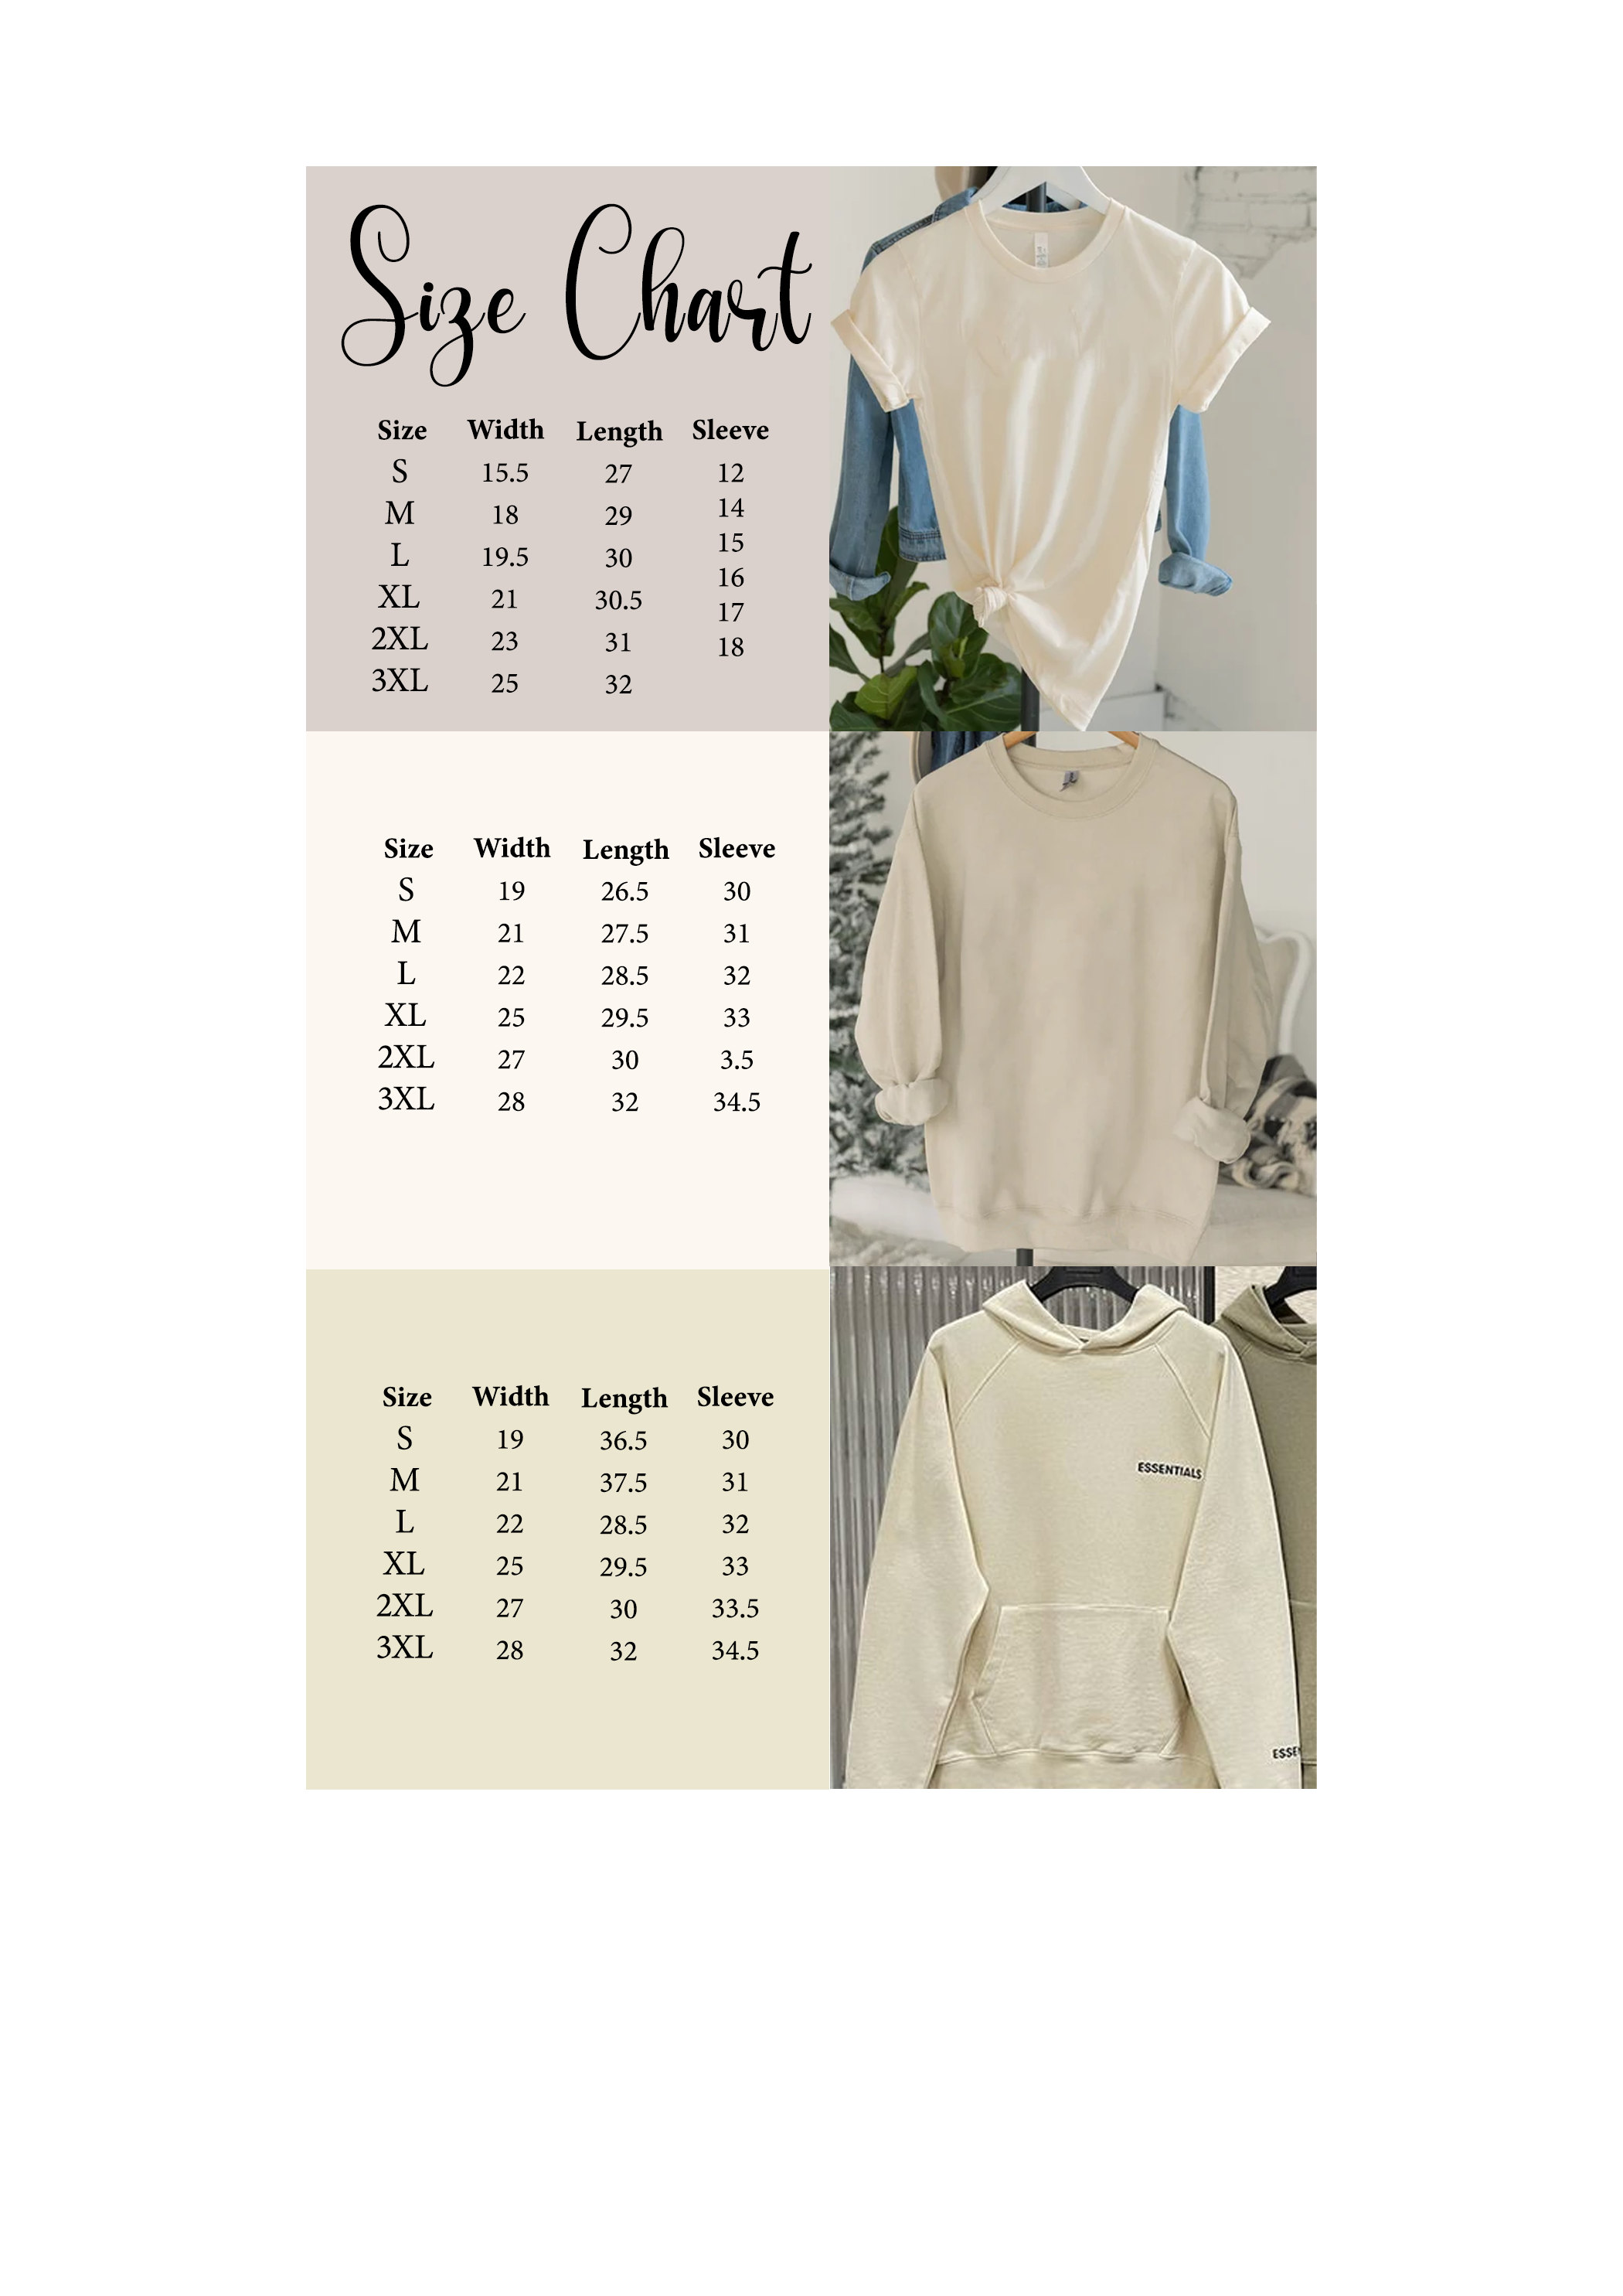 Size Chart
Size Width Length Sleeve
S 15.5 27 12
M 18 29 14
L 19.5 30 15
XL 21 30.5 16
2XL 23 31 17
3XL 25 32 18
Size Width Length Sleeve
S 19 26.5 30
M 21 27.5 31
L 22 28.5 32
XL 25 29.5 33
2XL 27 30 3.5
3XL 28 32 34.5
Size Width Length Sleeve
S 19 36.5 30
M 21 37.5 31
L 22 28.5 32
XL 25 29.5 33
2XL 27 30 33.5
3XL 28 32 34.5
ESSENTIALS
ESSE